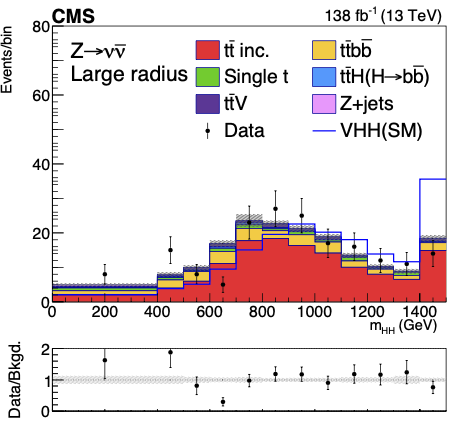 CMS 138 fb⁻¹ (13 TeV)
Events/bin
80
60
40
20
0
Z→νν̅
Large radius
tt̅ inc.
tt̅bb̅
Single t
tt̅H(H→bb̅)
tt̅V
Z+jets
Data
VHH(SM)
0 200 400 600 800 1000 1200 1400
m_HH (GeV)
Data/Bkgd.
2
1
0